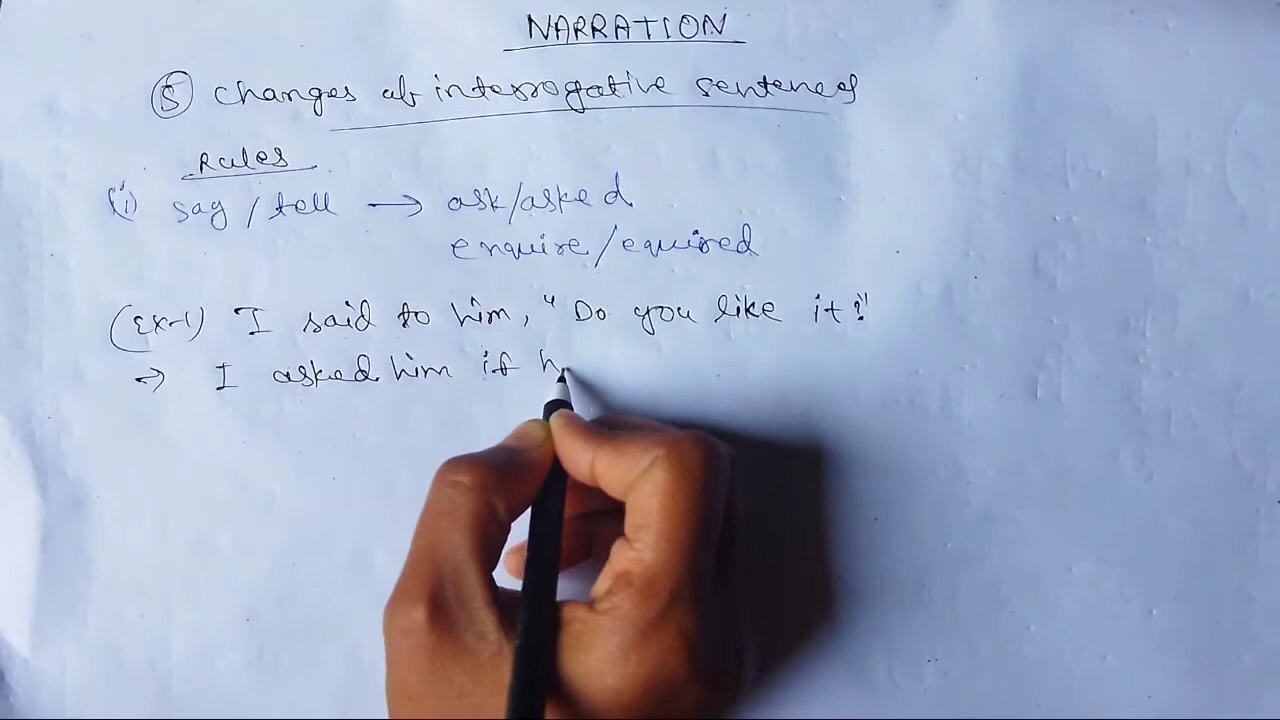 NARRATION
(5) Changes of interrogative sentences
Rules
(i) say/tell → ask/asked
enquire/equired
(Ex-1) I said to him, "Do you like it?"
→ I asked him if h